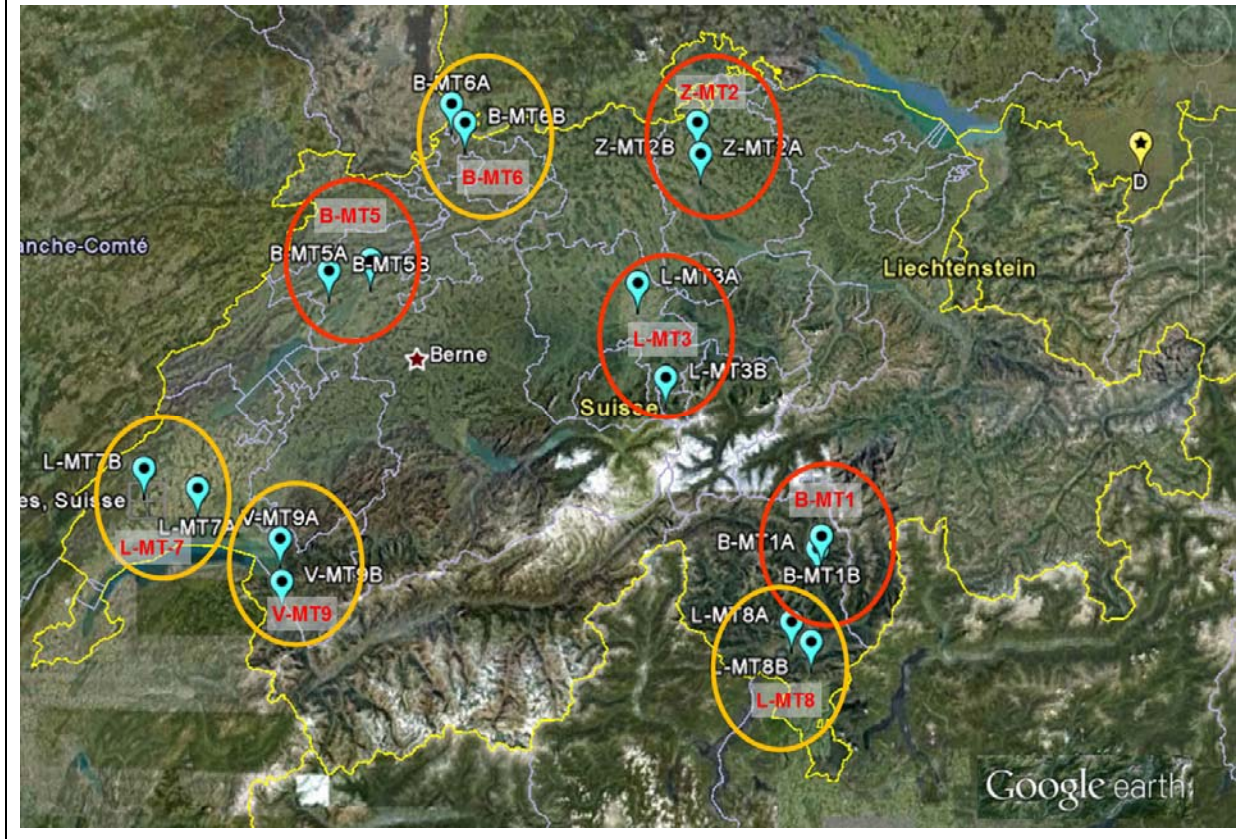 Z-MT2
B-MT6A
B-MT6B
Z-MT2B
Z-MT2A
D
B-MT6
B-MT5
anche-Comté
B-MT5A
B-MT5B
Liechtenstein
L-MT3A
L-MT3
Berne
L-MT3B
Suisse
L-MT7B
es, Suisse
B-MT1
L-MT7A
V-MT9A
B-MT1A
L-MT-7
V-MT9B
B-MT1B
V-MT9
L-MT8A
L-MT8B
L-MT8
Google earth